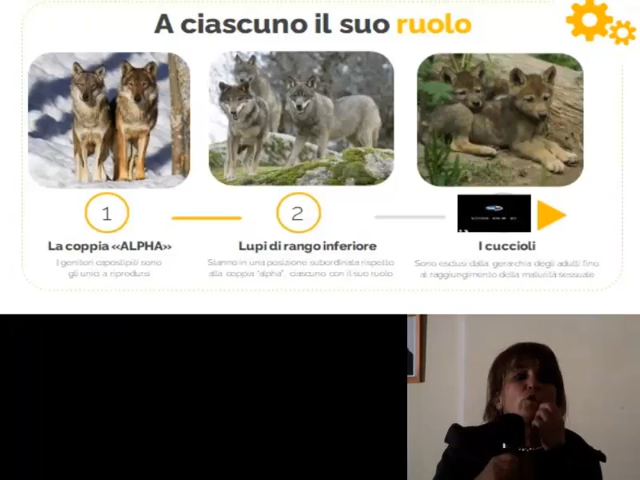 A ciascuno il suo ruolo
1
2
La coppia «ALPHA»
I genitori capostipiti sono
gli unici a riprodursi
Lupi di rango inferiore
Stanno in una posizione subordinata rispetto
alla coppia "alpha", ciascuno con il suo ruolo
I cuccioli
Sono esclusi dalla gerarchia degli adulti fino
al raggiungimento della maturità sessuale